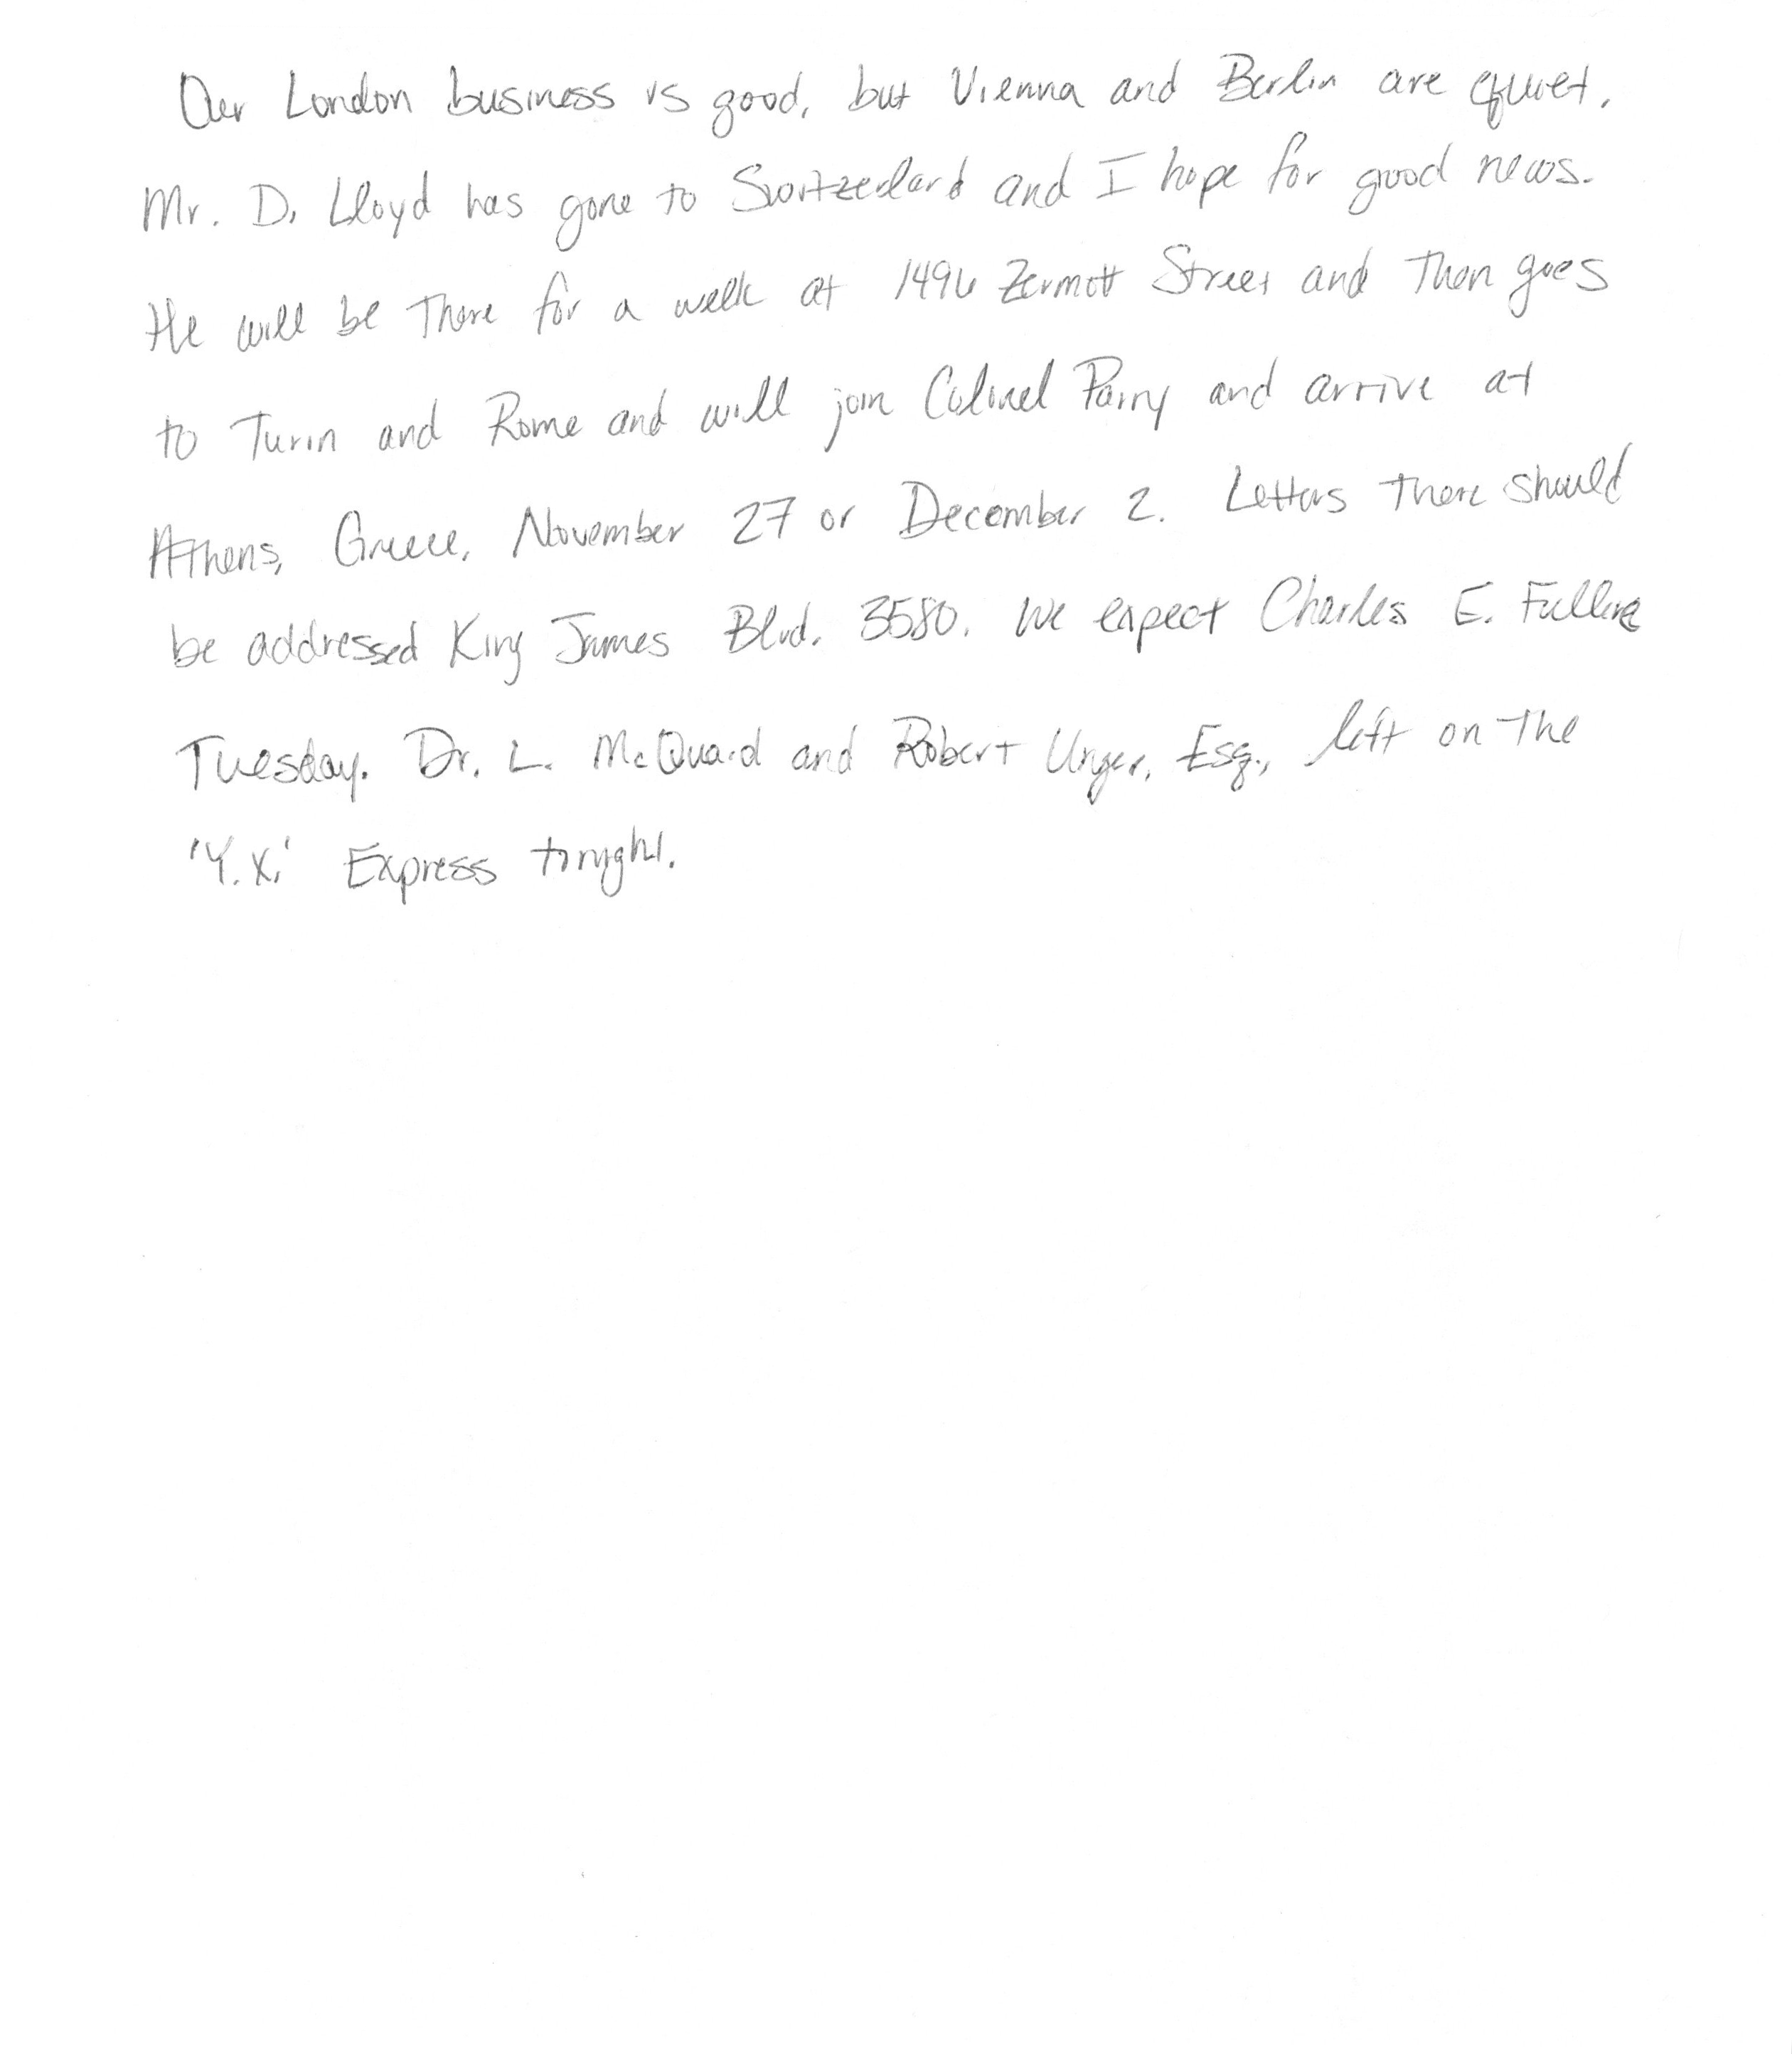 Our London business is good, but Vienna and Berlin are quiet.
Mr. D. Lloyd has gone to Switzerland and I hope for good news.
He will be there for a week at 1496 Zermott Street and then goes
to Turin and Rome and will join Colonel Parry and arrive at
Athens, Greece, November 27 or December 2. Letters there should
be addressed King James Blvd. 3580. We expect Charles E. Fuller
Tuesday. Dr. L. McQuaid and Robert Unger, Esq., left on the
'Y.X.' Express tonight.